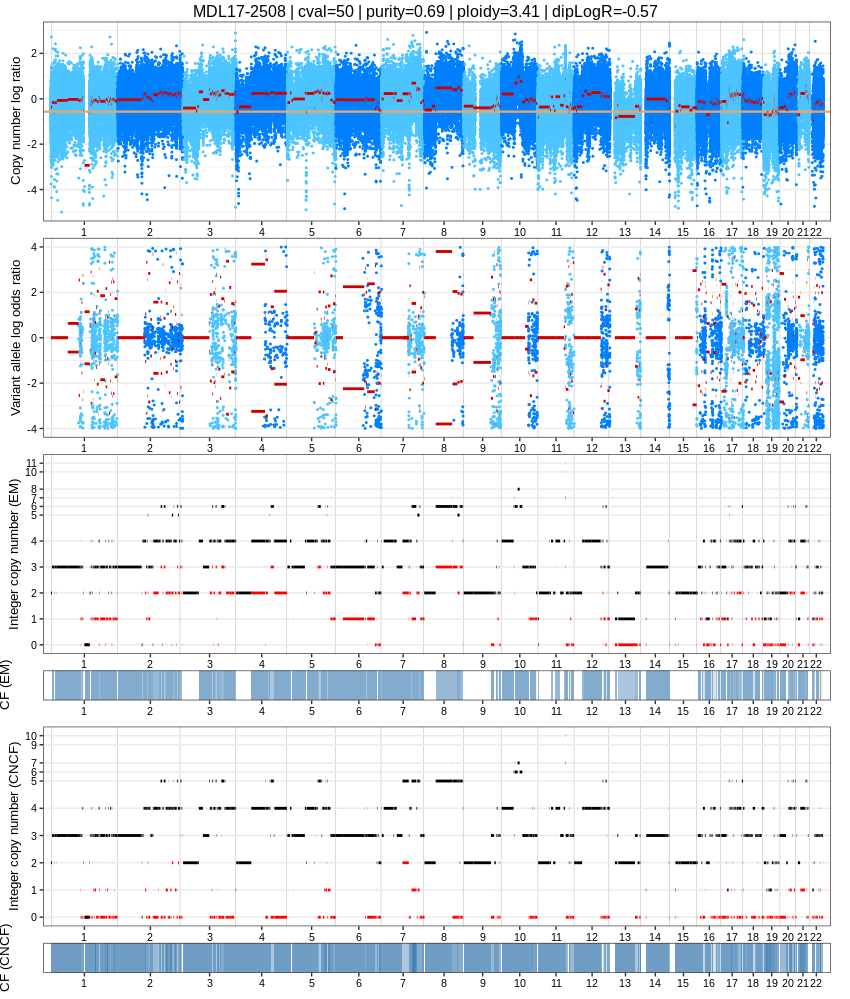 MDL17-2508 | cval=50 | purity=0.69 | ploidy=3.41 | dipLogR=-0.57
Copy number log ratio
2
0
-2
-4
1 2 3 4 5 6 7 8 9 10 11 12 13 14 15 16 17 18 19 20 21 22
Variant allele log odds ratio
4
2
0
-2
-4
1 2 3 4 5 6 7 8 9 10 11 12 13 14 15 16 17 18 19 20 21 22
Integer copy number (EM)
11
10
8
7
6
5
4
3
2
1
0
1 2 3 4 5 6 7 8 9 10 11 12 13 14 15 16 17 18 19 20 21 22
CF (EM)
1 2 3 4 5 6 7 8 9 10 11 12 13 14 15 16 17 18 19 20 21 22
Integer copy number (CNCF)
10
9
7
6
5
4
3
2
1
0
1 2 3 4 5 6 7 8 9 10 11 12 13 14 15 16 17 18 19 20 21 22
CF (CNCF)
1 2 3 4 5 6 7 8 9 10 11 12 13 14 15 16 17 18 19 20 21 22